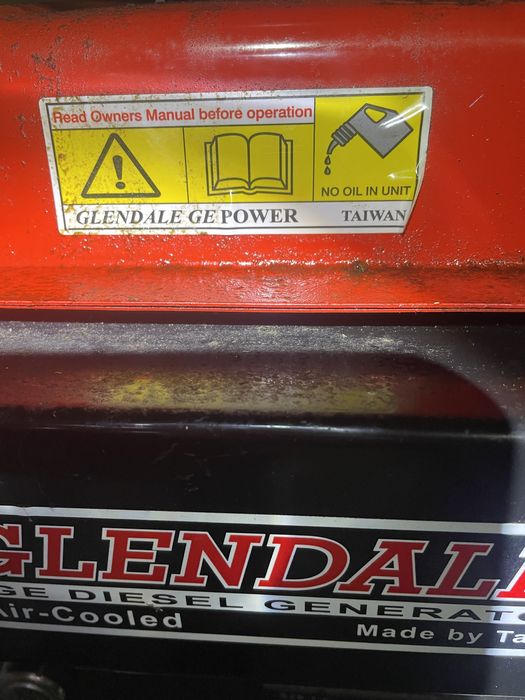 Read Owners Manual before operation
NO OIL IN UNIT
GLENDALE GE POWER TAIWAN
GLENDAL
GE DIESEL GENERATO
Air-Cooled
Made by Ta